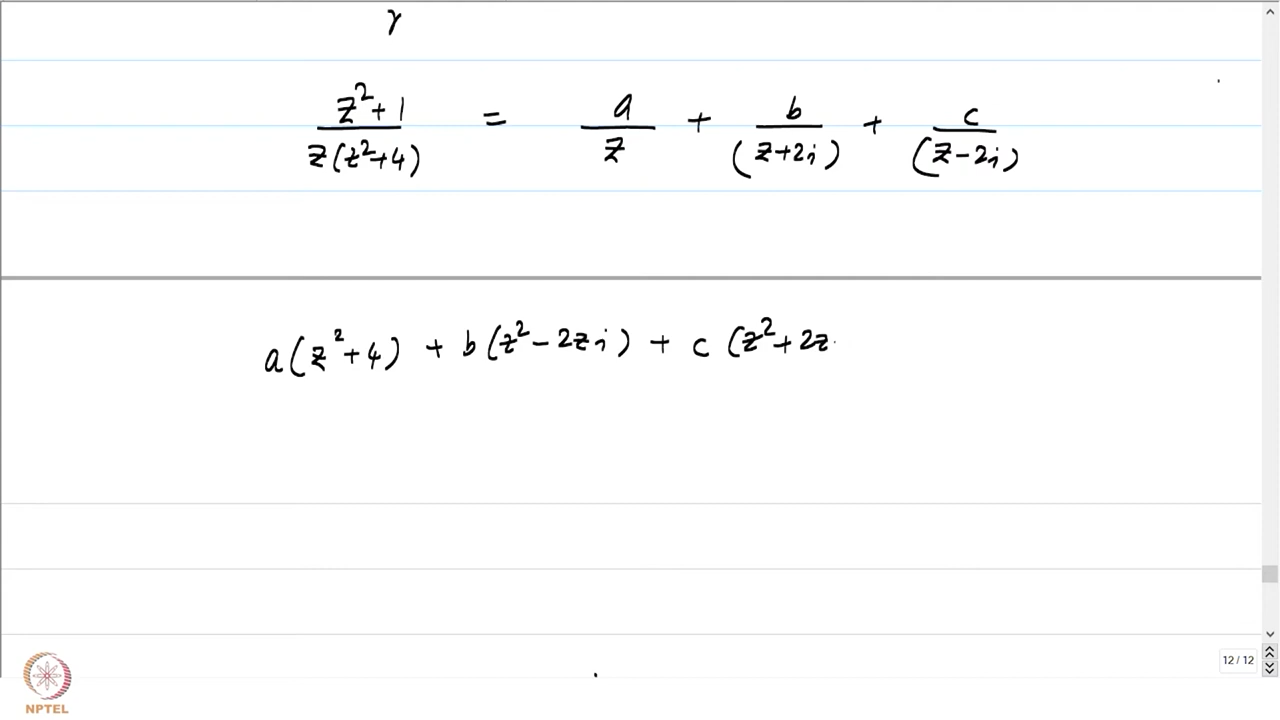 γ
z²+1 / z(z²+4) = a / z + b / (z+2i) + c / (z-2i)
a(z²+4) + b(z²-2zi) + c(z²+2z
12 / 12
NPTEL